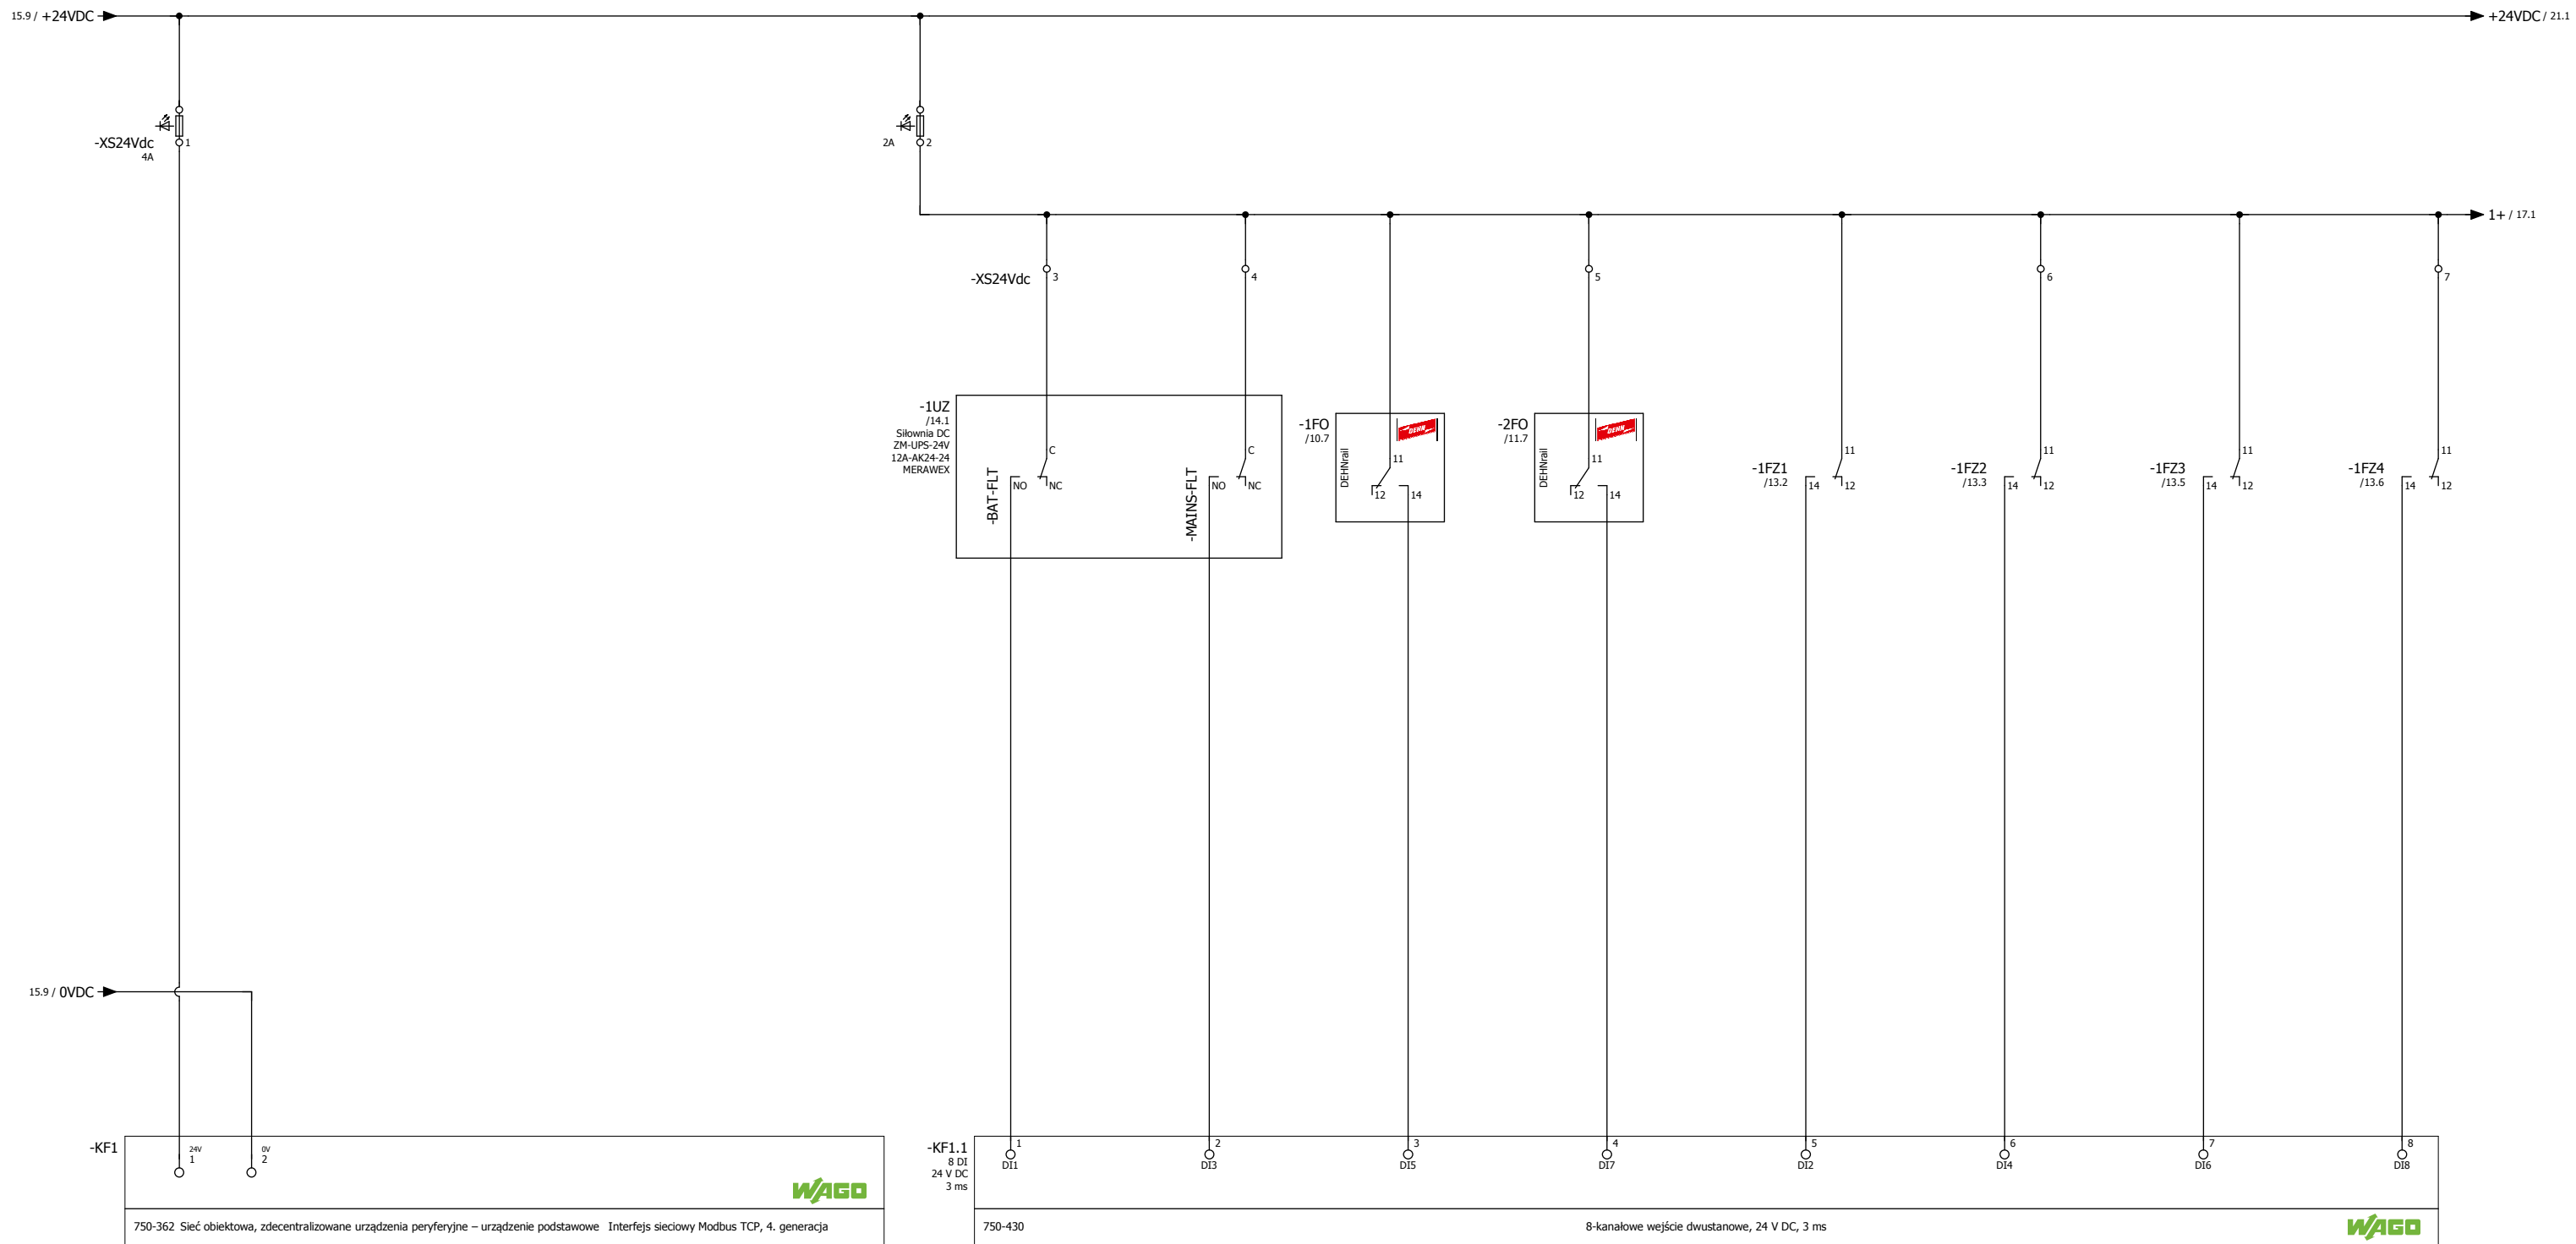 15.9 / +24VDC
+24VDC / 21.1
-XS24Vdc
4A
1
2A
2
1+ / 17.1
-XS24Vdc
3
4
5
6
7
-1UZ
/14.1
Siłownia DC
ZM-UPS-24V
12A-AK24-24
MERAWEX
-BAT-FLT
C
NO
NC
-MAINS-FLT
C
NO
NC
-1FO
/10.7
DEHNrail
DEHN
11
12
14
-2FO
/11.7
DEHNrail
DEHN
11
12
14
-1FZ1
/13.2
11
14
12
-1FZ2
/13.3
11
14
12
-1FZ3
/13.5
11
14
12
-1FZ4
/13.6
11
14
12
15.9 / 0VDC
-KF1
24V
1
0V
2
WAGO
750-362 Sieć obiektowa, zdecentralizowane urządzenia peryferyjne – urządzenie podstawowe Interfejs sieciowy Modbus TCP, 4. generacja
-KF1.1
8 DI
24 V DC
3 ms
1
DI1
2
DI3
3
DI5
4
DI7
5
DI2
6
DI4
7
DI6
8
DI8
750-430
8-kanałowe wejście dwustanowe, 24 V DC, 3 ms
WAGO